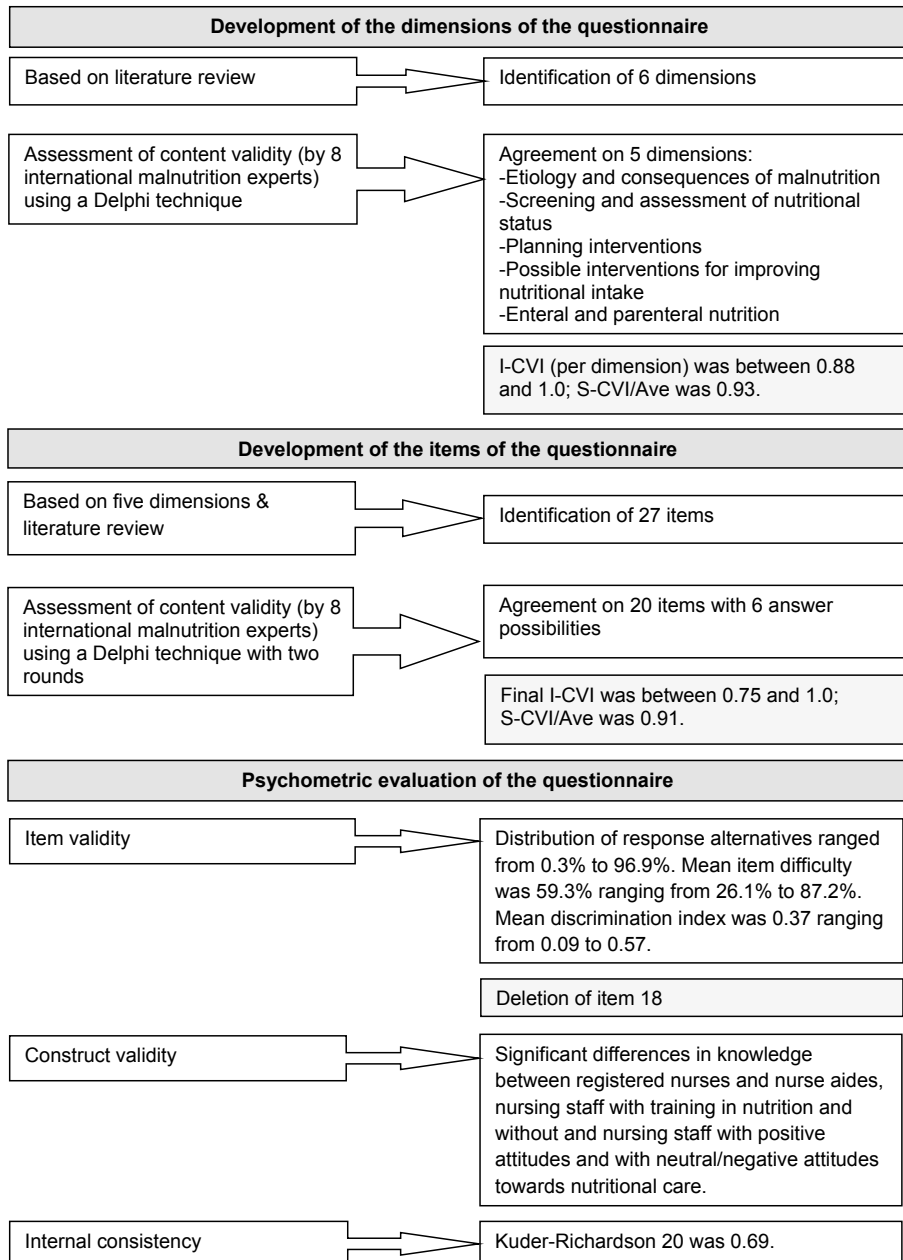 Development of the dimensions of the questionnaire
Based on literature review
Identification of 6 dimensions
Assessment of content validity (by 8
international malnutrition experts)
using a Delphi technique
Agreement on 5 dimensions:
-Etiology and consequences of malnutrition
-Screening and assessment of nutritional
status
-Planning interventions
-Possible interventions for improving
nutritional intake
-Enteral and parenteral nutrition
I-CVI (per dimension) was between 0.88
and 1.0; S-CVI/Ave was 0.93.
Development of the items of the questionnaire
Based on five dimensions &
literature review
Identification of 27 items
Assessment of content validity (by 8
international malnutrition experts)
using a Delphi technique with two
rounds
Agreement on 20 items with 6 answer
possibilities
Final I-CVI was between 0.75 and 1.0;
S-CVI/Ave was 0.91.
Psychometric evaluation of the questionnaire
Item validity
Distribution of response alternatives ranged
from 0.3% to 96.9%. Mean item difficulty
was 59.3% ranging from 26.1% to 87.2%.
Mean discrimination index was 0.37 ranging
from 0.09 to 0.57.
Deletion of item 18
Construct validity
Significant differences in knowledge
between registered nurses and nurse aides,
nursing staff with training in nutrition and
without and nursing staff with positive
attitudes and with neutral/negative attitudes
towards nutritional care.
Internal consistency
Kuder-Richardson 20 was 0.69.